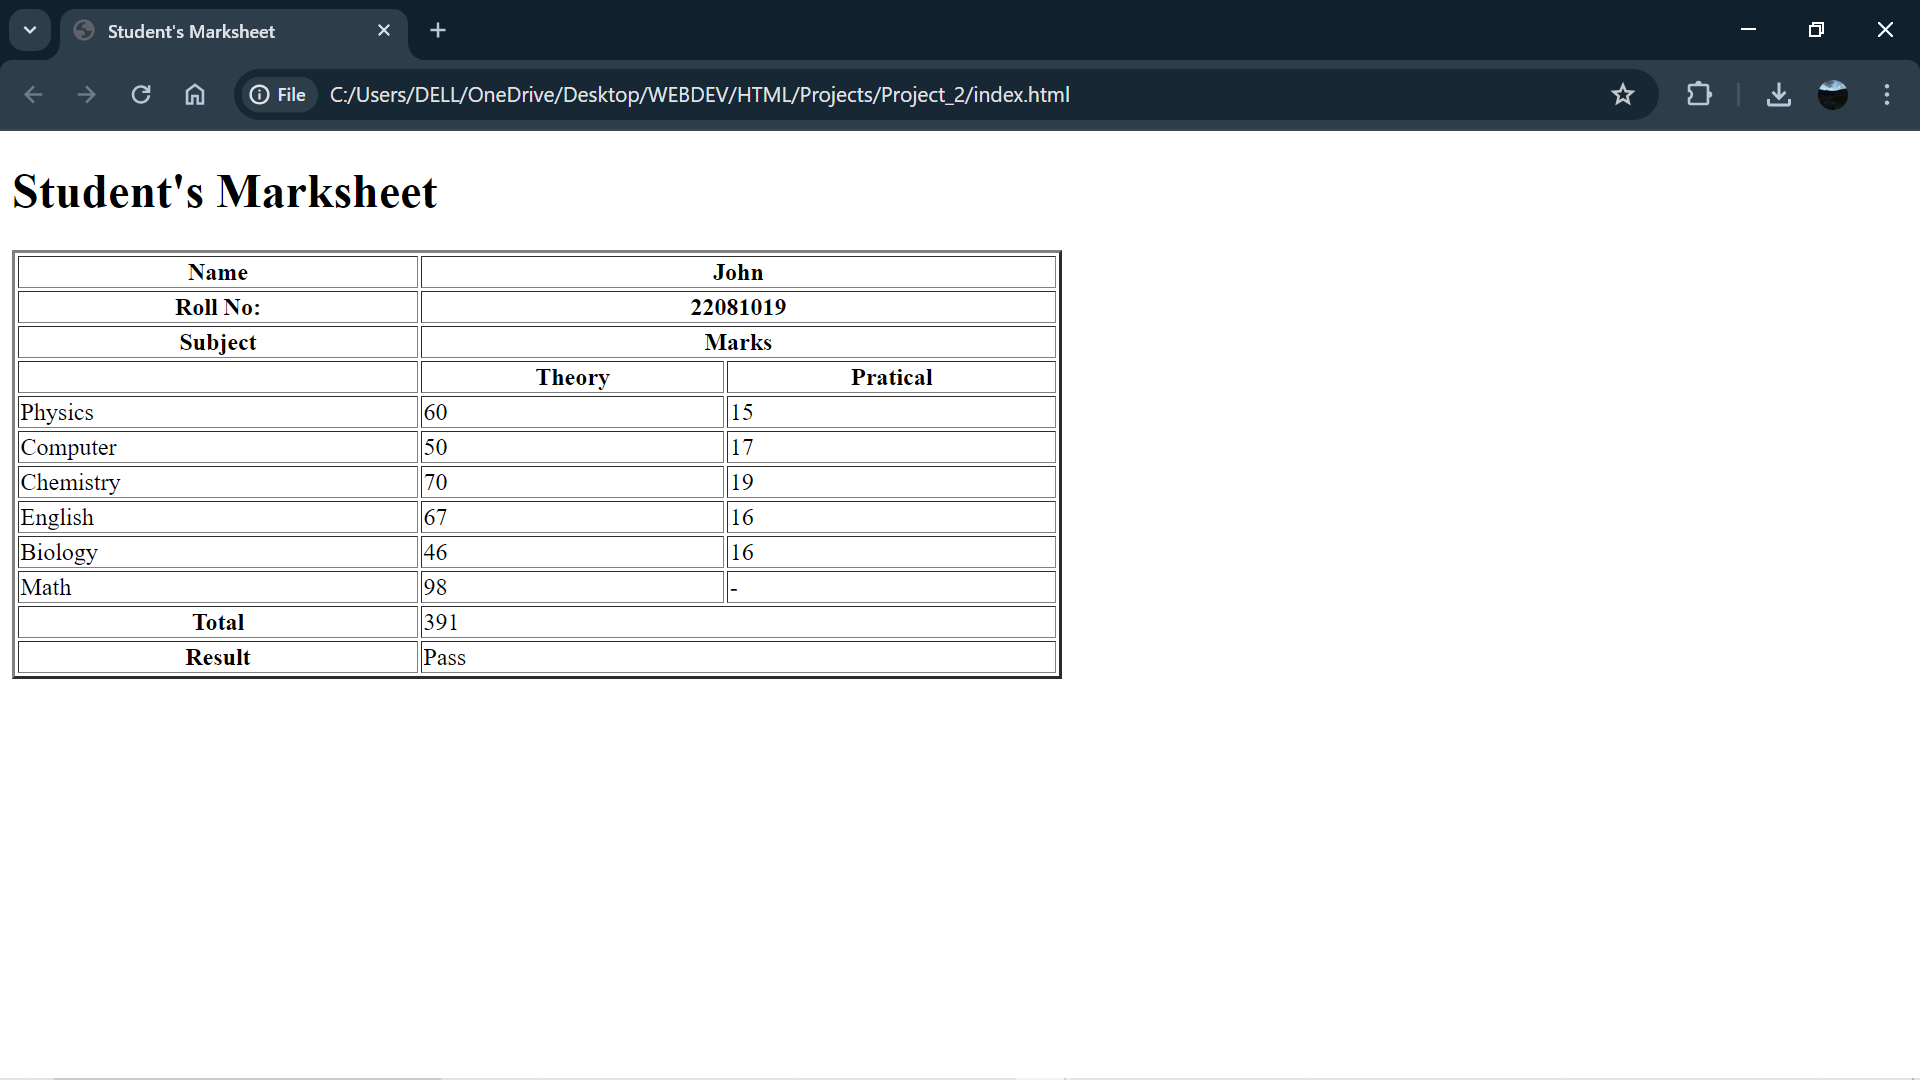 Student's Marksheet
File C:/Users/DELL/OneDrive/Desktop/WEBDEV/HTML/Projects/Project_2/index.html
Student's Marksheet
Name John
Roll No: 22081019
Subject Marks
Theory Pratical
Physics 60 15
Computer 50 17
Chemistry 70 19
English 67 16
Biology 46 16
Math 98 -
Total 391
Result Pass